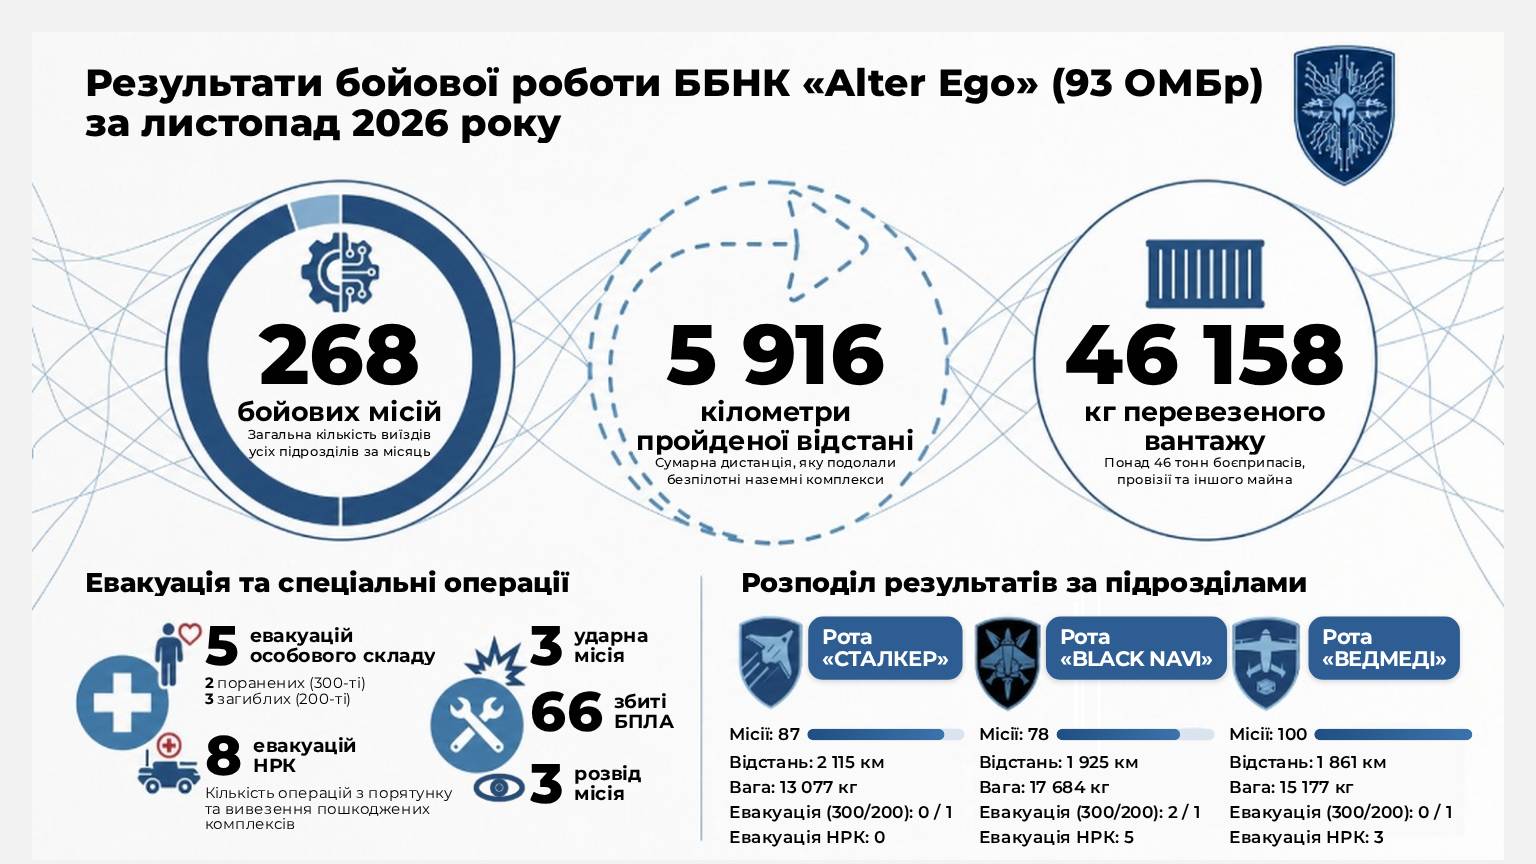 Результати бойової роботи ББНК «Alter Ego» (93 ОМБр)
за листопад 2026 року
268
бойових місій
Загальна кількість виїздів
усіх підрозділів за місяць
5 916
кілометри
пройденої відстані
Сумарна дистанція, яку подолали
безпілотні наземні комплекси
46 158
кг перевезеного
вантажу
Понад 46 тонн боєприпасів,
провізії та іншого майна
Евакуація та спеціальні операції
5 евакуацій
особового складу
2 поранених (300-ті)
3 загиблих (200-ті)
8 евакуацій
НРК
Кількість операцій з порятунку
та вивезення пошкоджених
комплексів
3 ударна
місія
66 збиті
БПЛА
3 розвід
місія
Розподіл результатів за підрозділами
Рота
«СТАЛКЕР»
Місії: 87
Відстань: 2 115 км
Вага: 13 077 кг
Евакуація (300/200): 0 / 1
Евакуація НРК: 0
Рота
«BLACK NAVI»
Місії: 78
Відстань: 1 925 км
Вага: 17 684 кг
Евакуація (300/200): 2 / 1
Евакуація НРК: 5
Рота
«ВЕДМЕДІ»
Місії: 100
Відстань: 1 861 км
Вага: 15 177 кг
Евакуація (300/200): 0 / 1
Евакуація НРК: 3